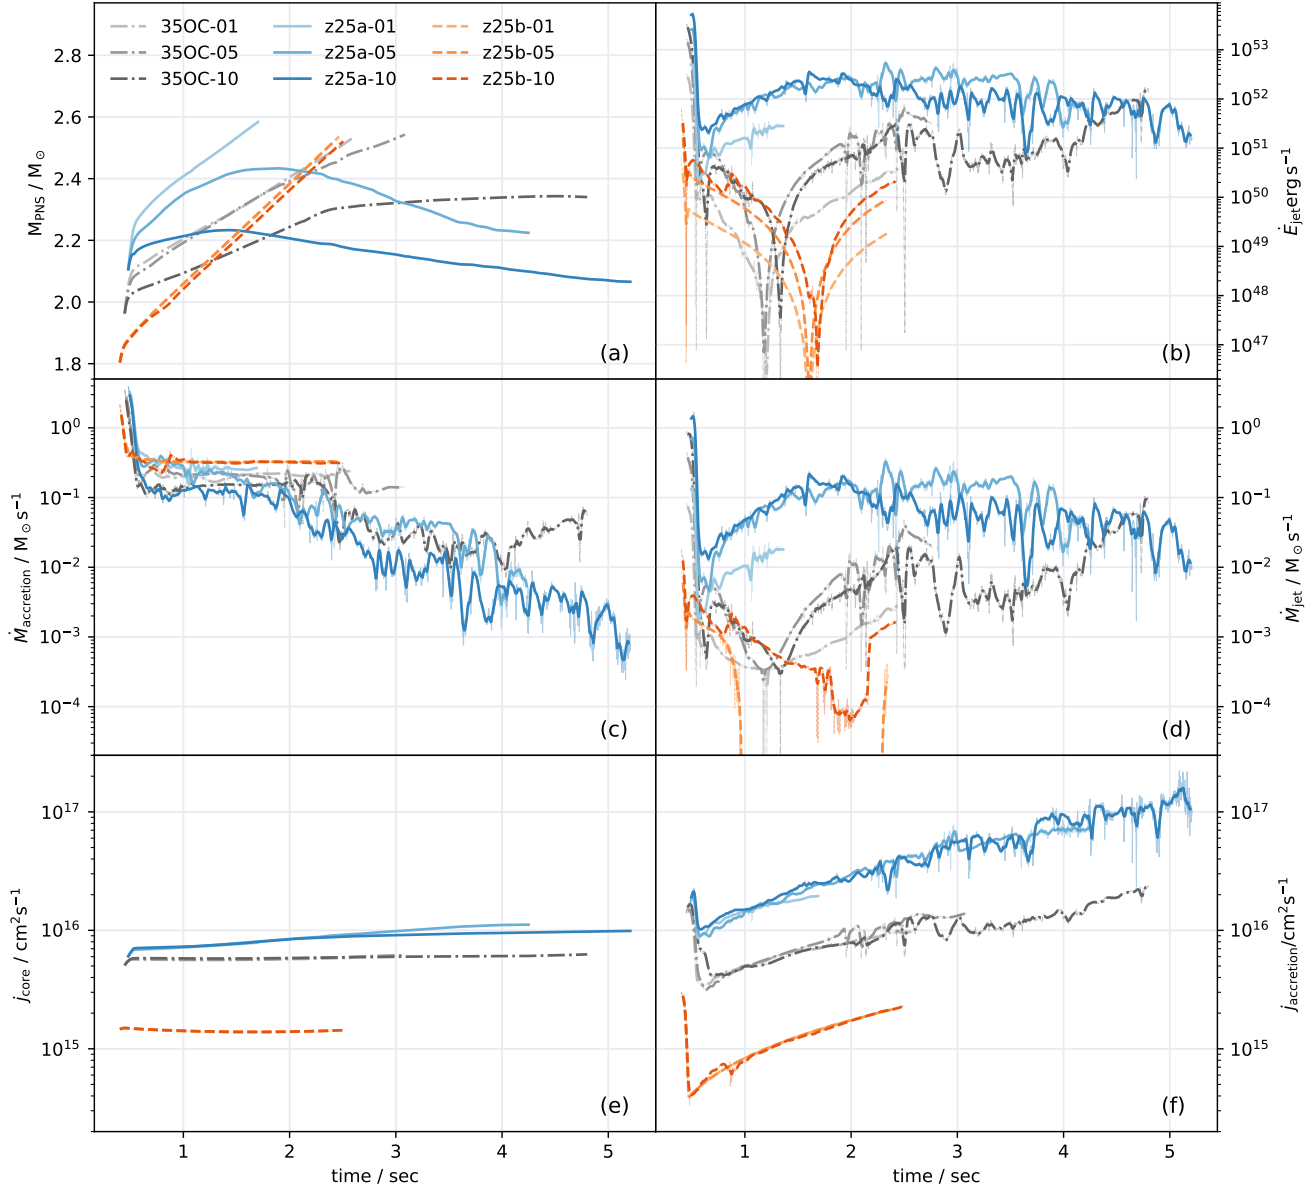 35OC-01 z25a-01 z25b-01
35OC-05 z25a-05 z25b-05
35OC-10 z25a-10 z25b-10
M_PNS / M_⊙
2.8
2.6
2.4
2.2
2.0
1.8
(a)
10^53
10^52
10^51
10^50
10^49
10^48
10^47
Ė_jet erg s^−1
(b)
Ṁ_accretion / M_⊙ s^−1
10^0
10^−1
10^−2
10^−3
10^−4
(c)
10^0
10^−1
10^−2
10^−3
10^−4
Ṁ_jet / M_⊙ s^−1
(d)
j_core / cm^2 s^−1
10^17
10^16
10^15
(e)
1 2 3 4 5
time / sec
10^17
10^16
10^15
j_accretion/cm^2 s^−1
(f)
1 2 3 4 5
time / sec